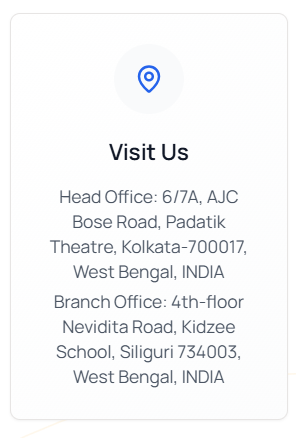 Visit Us
Head Office: 6/7A, AJC
Bose Road, Padatik
Theatre, Kolkata-700017,
West Bengal, INDIA
Branch Office: 4th-floor
Nevidita Road, Kidzee
School, Siliguri 734003,
West Bengal, INDIA